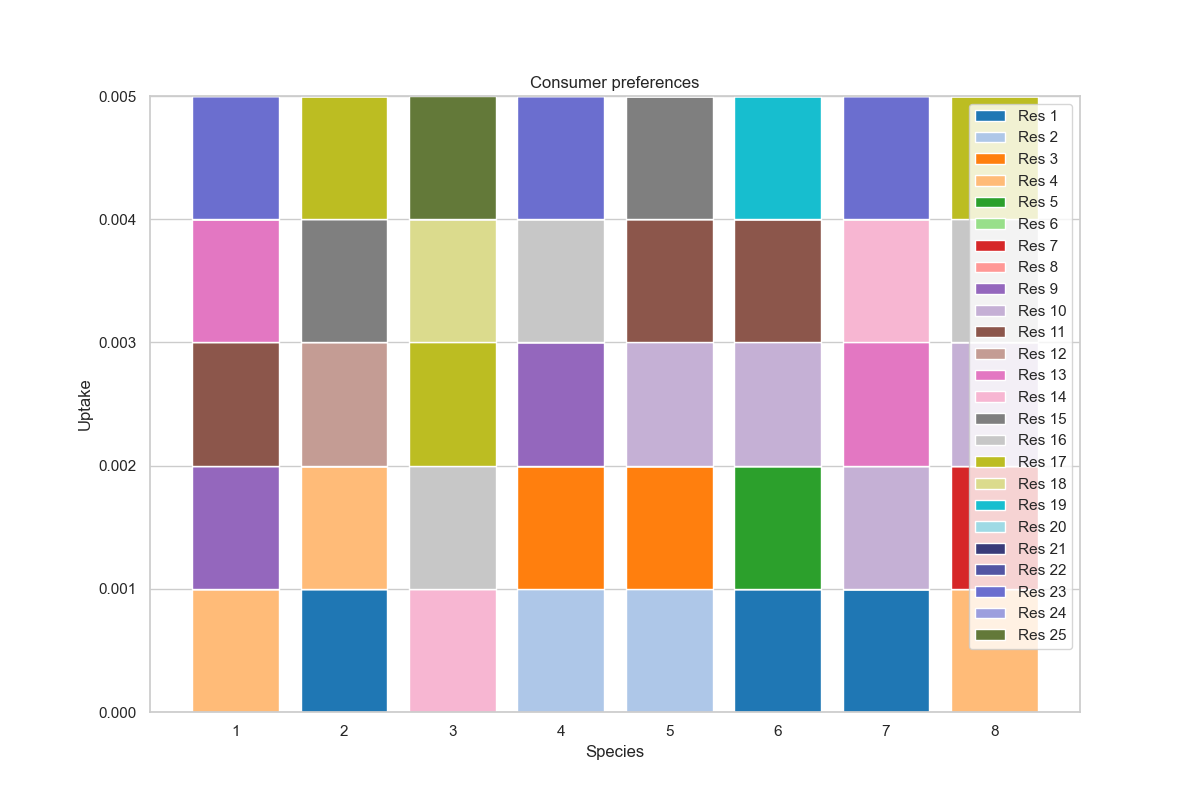 Consumer preferences
0.005
0.004
0.003
0.002
0.001
0.000
Uptake
1 2 3 4 5 6 7 8
Species
Res 1
Res 2
Res 3
Res 4
Res 5
Res 6
Res 7
Res 8
Res 9
Res 10
Res 11
Res 12
Res 13
Res 14
Res 15
Res 16
Res 17
Res 18
Res 19
Res 20
Res 21
Res 22
Res 23
Res 24
Res 25